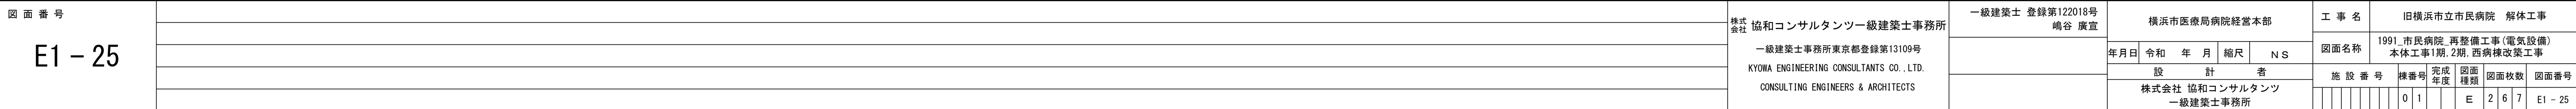 図面番号
E1－25
株式会社 協和コンサルタンツ一級建築士事務所
一級建築士事務所東京都登録第13109号
KYOWA ENGINEERING CONSULTANTS CO.,LTD.
CONSULTING ENGINEERS & ARCHITECTS
一級建築士 登録第122018号
嶋谷 廣宣
横浜市医療局病院経営本部
年月日 令和 年 月 縮尺 NS
設計者
株式会社 協和コンサルタンツ
一級建築士事務所
工事名 旧横浜市立市民病院 解体工事
図面名称 1991_市民病院_再整備工事(電気設備)
本体工事1期,2期,西病棟改築工事
施設番号 棟番号 完成年度 図面種類 図面枚数 図面番号
0 1 E 2 6 7 E1 - 25